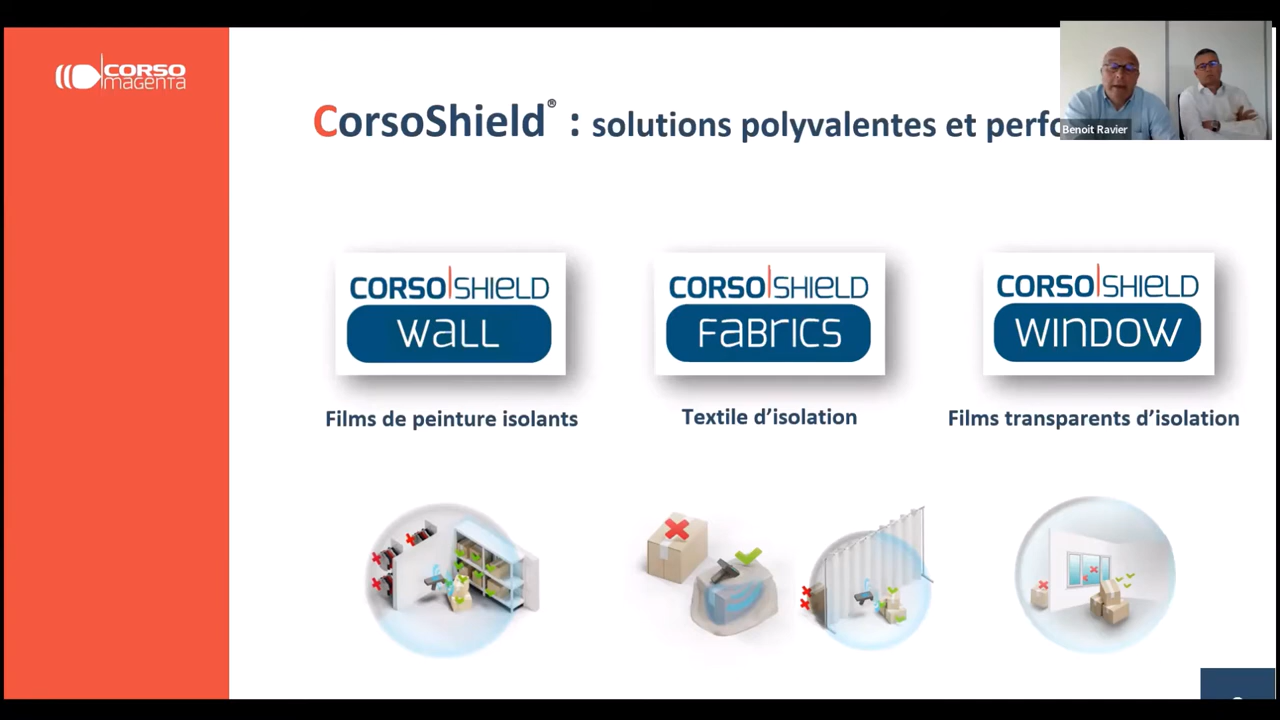 CORSO
magenta
CorsoShield® : solutions polyvalentes et perfo
Benoit Ravier
CORSO|SHIELD
WALL
CORSO|SHIELD
FABRICS
CORSO|SHIELD
WINDOW
Films de peinture isolants
Textile d’isolation
Films transparents d’isolation